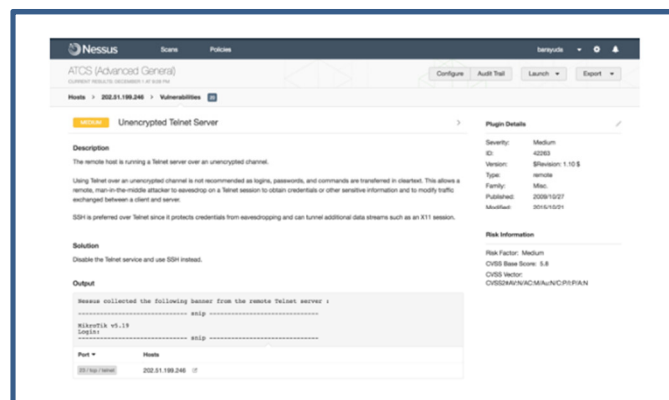 Nessus Scans Policies barayuda
ATCS (Advanced General)
CURRENT RESULTS: DECEMBER 1 AT 9:28 PM
Configure Audit Trail Launch Export
Hosts > 202.51.199.246 > Vulnerabilities
MEDIUM Unencrypted Telnet Server
Description
The remote host is running a Telnet server over an unencrypted channel.
Using Telnet over an unencrypted channel is not recommended as logins, passwords, and commands are transferred in cleartext. This allows a
remote, man-in-the-middle attacker to eavesdrop on a Telnet session to obtain credentials or other sensitive information and to modify traffic
exchanged between a client and server.
SSH is preferred over Telnet since it protects credentials from eavesdropping and can tunnel additional data streams such as an X11 session.
Solution
Disable the Telnet service and use SSH instead.
Output
Nessus collected the following banner from the remote Telnet server :
------------------------------ snip ------------------------------
MikroTik v5.19
Login:
------------------------------ snip ------------------------------
Port Hosts
23 / tcp / telnet 202.51.199.246
Plugin Details
Severity: Medium
ID: 42263
Version: $Revision: 1.10 $
Type: remote
Family: Misc.
Published: 2009/10/27
Modified: 2015/10/21
Risk Information
Risk Factor: Medium
CVSS Base Score: 5.8
CVSS Vector:
CVSS2#AV:N/AC:M/Au:N/C:P/I:P/A:N